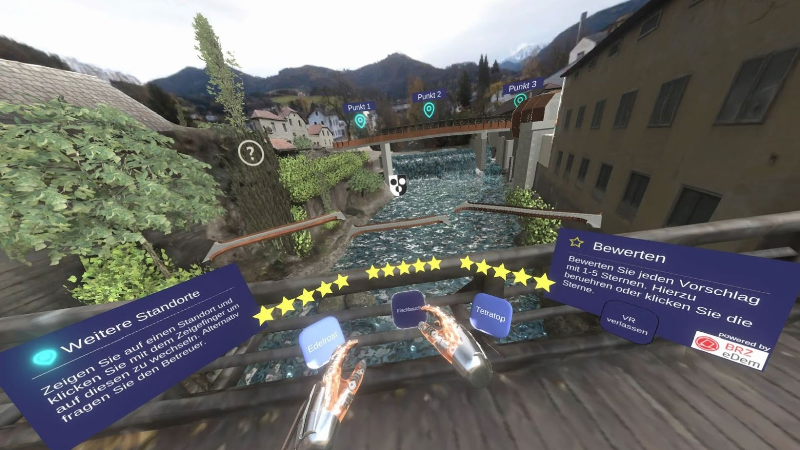 Punkt 1
Punkt 2
Punkt 3
Weitere Standorte
Zeigen Sie auf einen Standort und
klicken Sie mit dem Zeigefinger um
auf diesen zu wechseln. Alternativ
fragen Sie den Betreuer.
Bewerten
Bewerten Sie jeden Vorschlag
mit 1-5 Sternen. Hierzu
beruehren oder klicken Sie die
Sterne.
Edelrost
Tetratop
VR
verlassen
powered by
BRZ
eDem
?